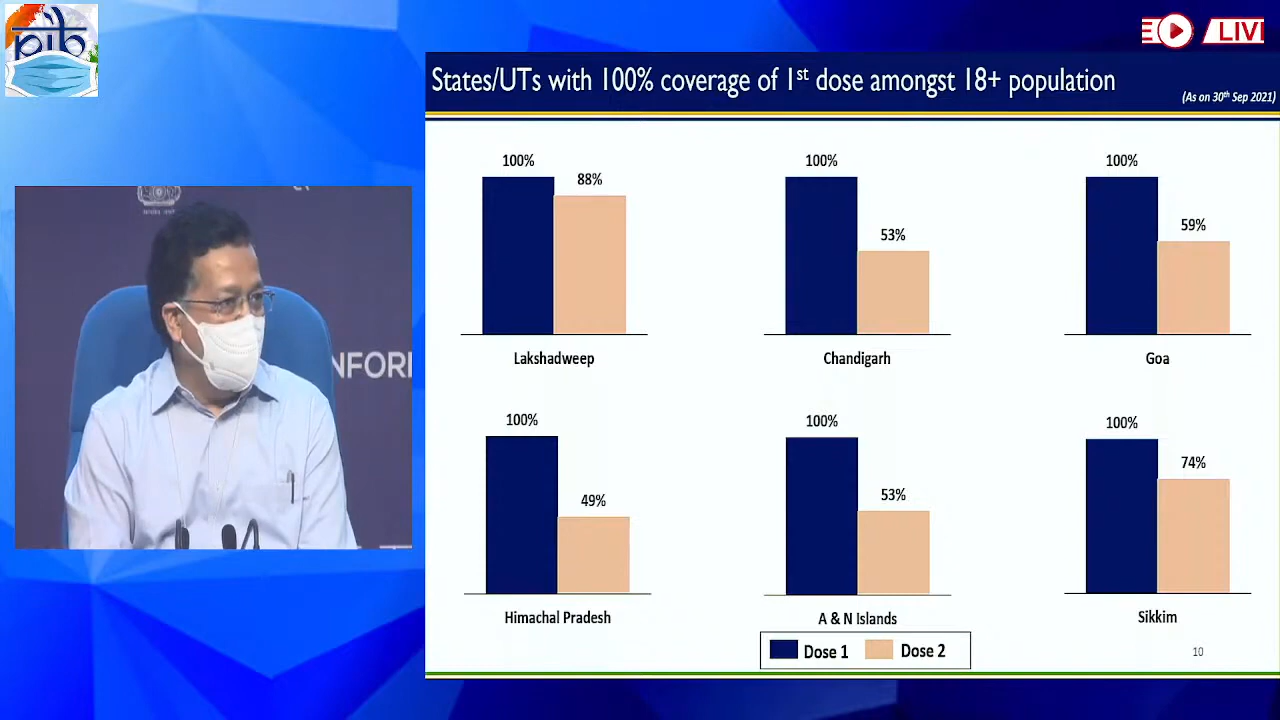 pib
LIV
States/UTs with 100% coverage of 1st dose amongst 18+ population
(As on 30th Sep 2021)
100%
88%
Lakshadweep
100%
53%
Chandigarh
100%
59%
Goa
NFOR
100%
49%
Himachal Pradesh
100%
53%
A & N Islands
100%
74%
Sikkim
Dose 1
Dose 2
10